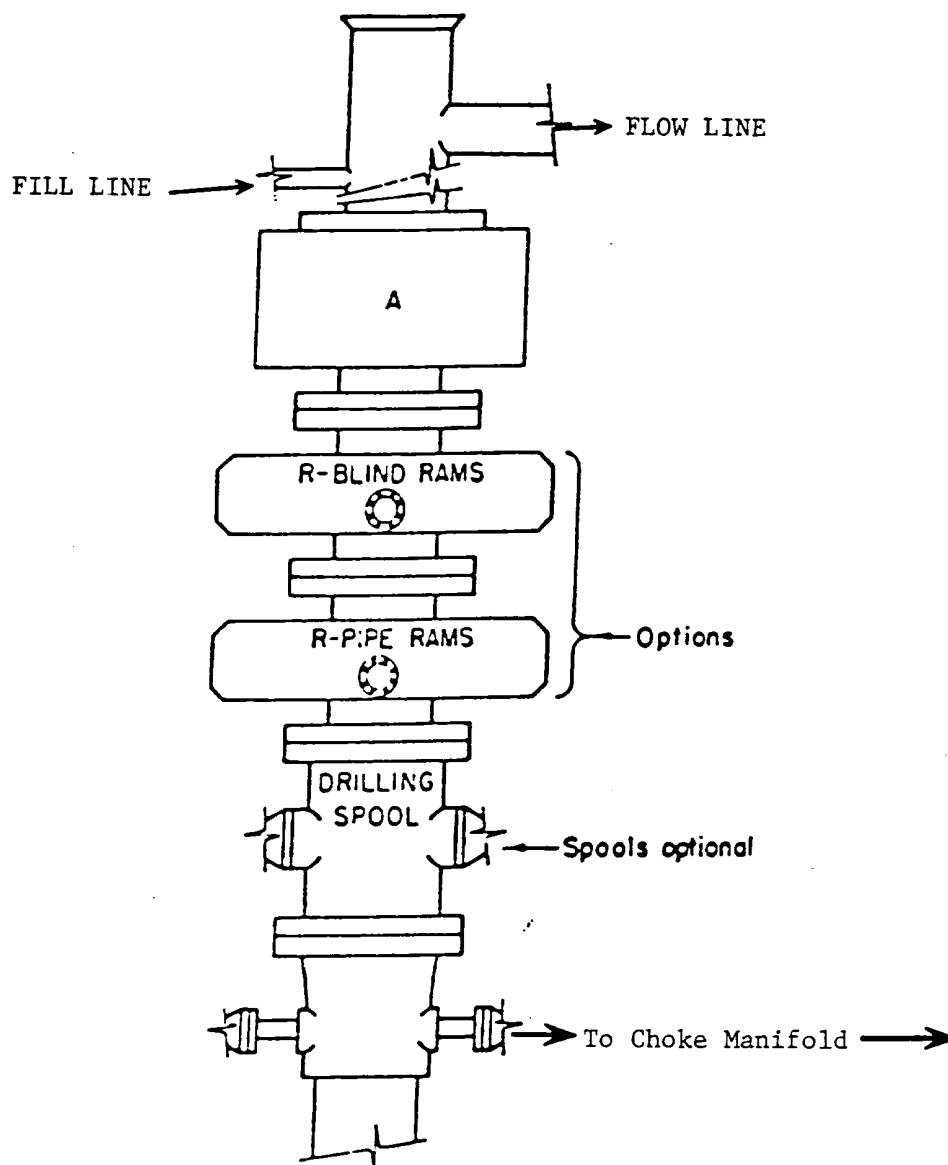 FLOW LINE
FILL LINE
A
R-BLIND RAMS
R-PIPE RAMS
Options
DRILLING
SPOOL
Spools optional
To Choke Manifold